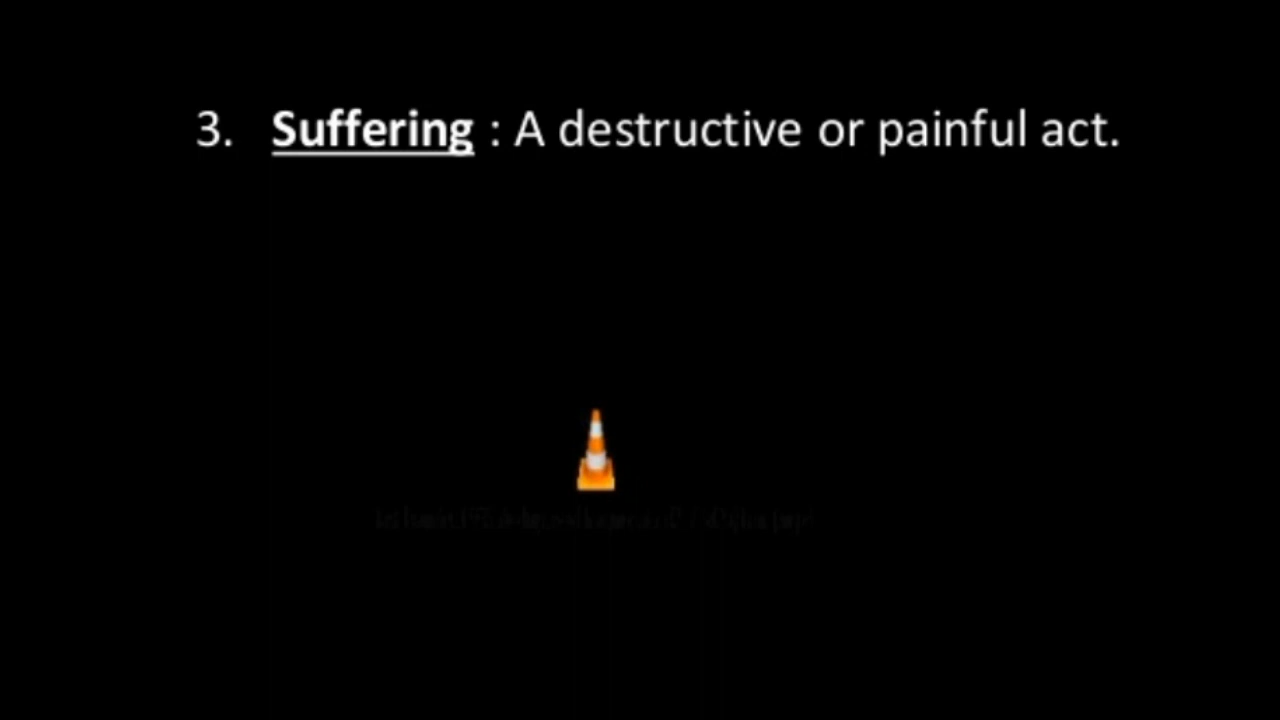 3. Suffering : A destructive or painful act.